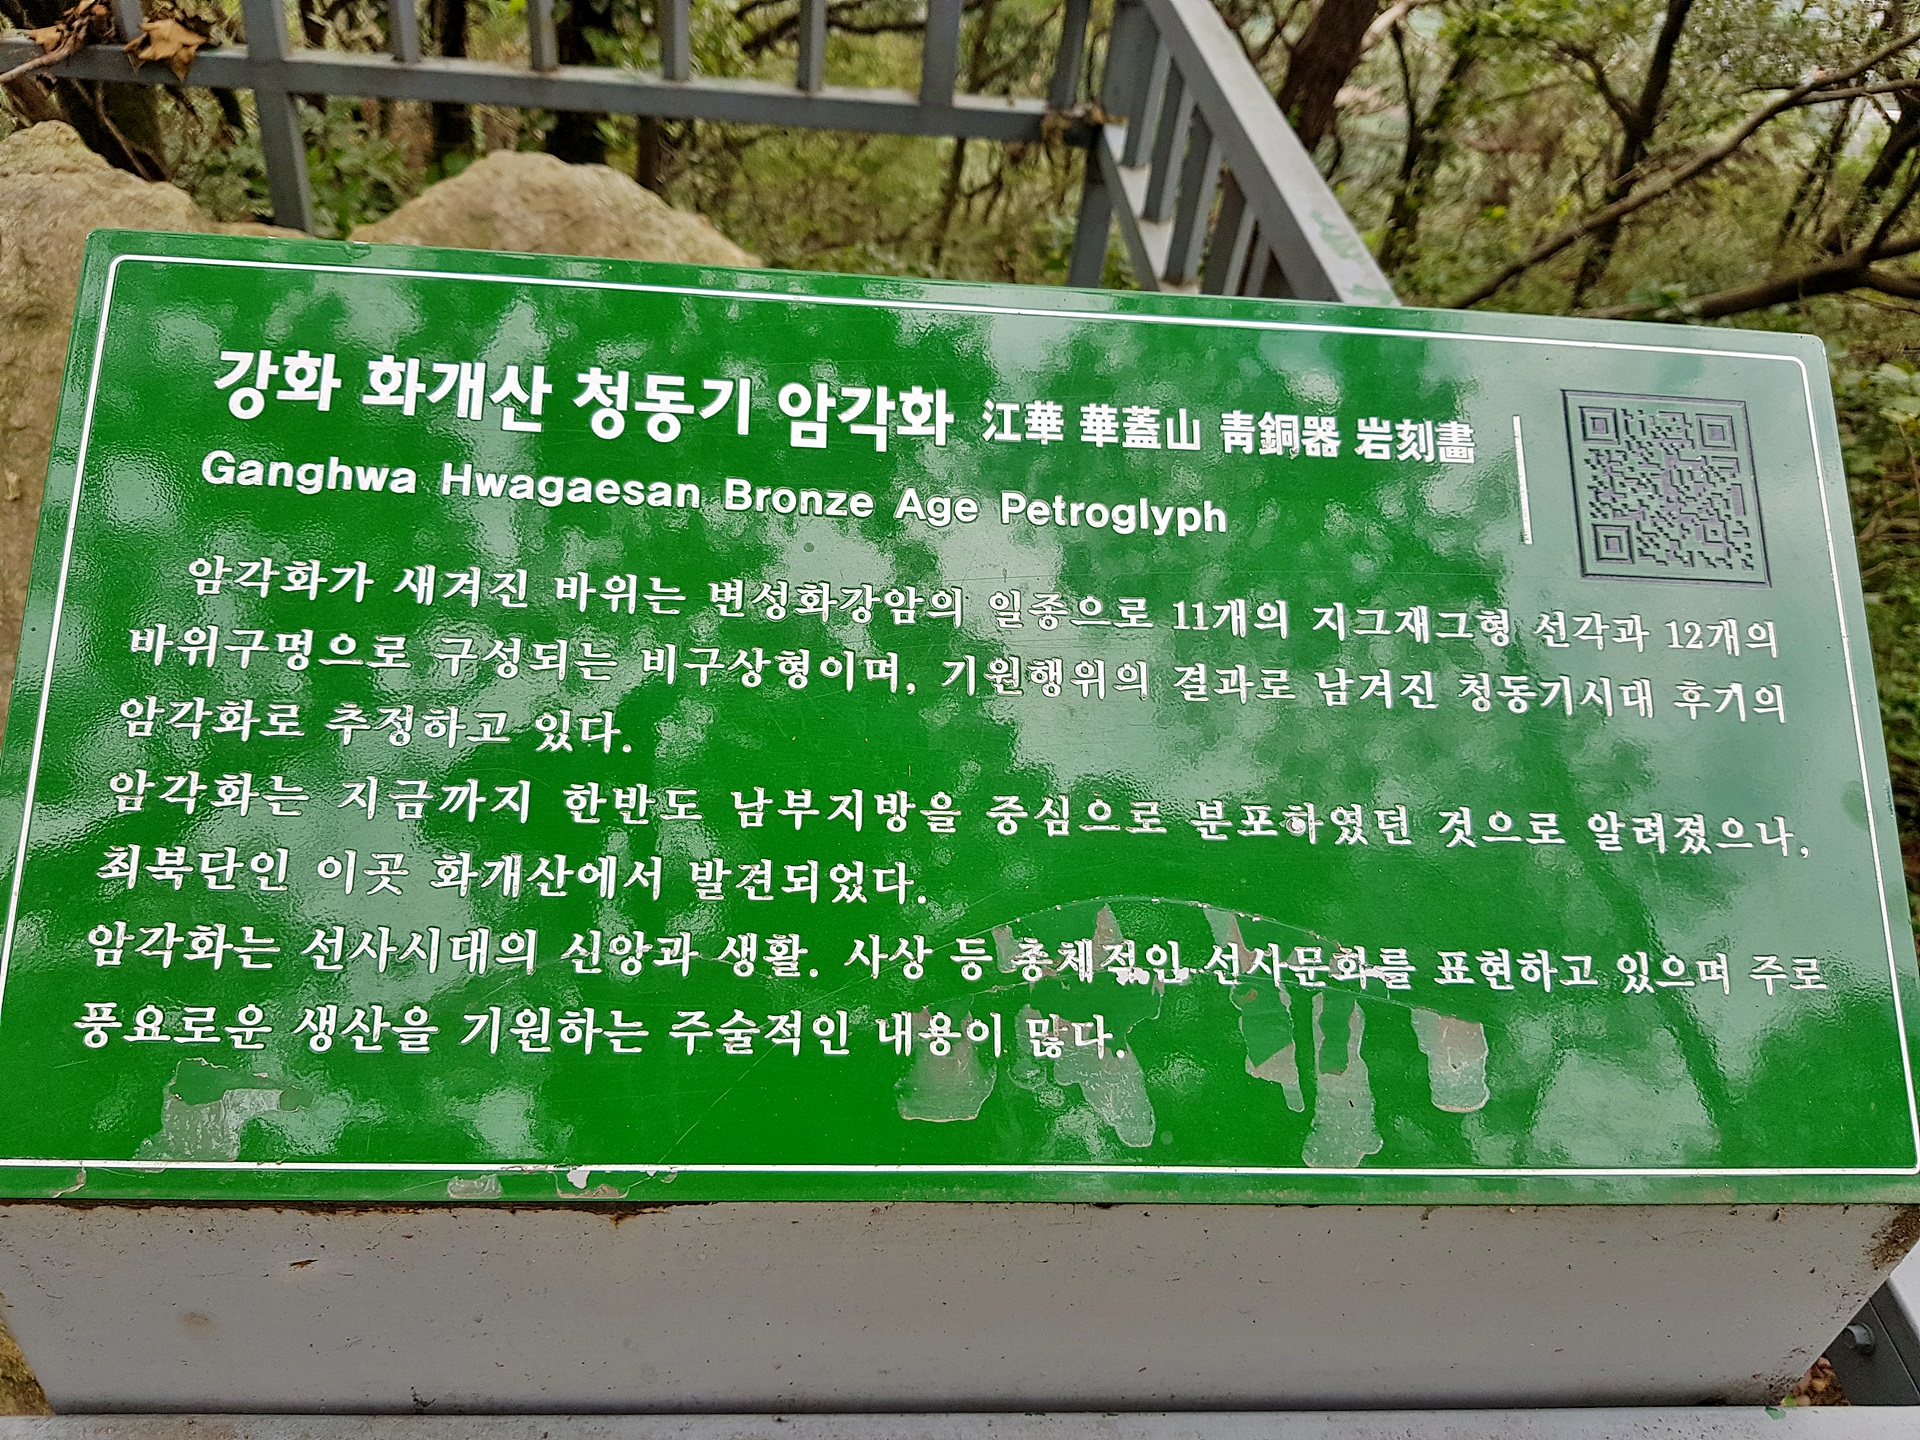 강화 화개산 청동기 암각화 江華 華蓋山 靑銅器 岩刻畵
Ganghwa Hwagaesan Bronze Age Petroglyph
암각화가 새겨진 바위는 변성화강암의 일종으로 11개의 지그재그형 선각과 12개의
바위구멍으로 구성되는 비구상형이며, 기원행위의 결과로 남겨진 청동기시대 후기의
암각화로 추정하고 있다.
암각화는 지금까지 한반도 남부지방을 중심으로 분포하였던 것으로 알려졌으나,
최북단인 이곳 화개산에서 발견되었다.
암각화는 선사시대의 신앙과 생활. 사상 등 총체적인 선사문화를 표현하고 있으며 주로
풍요로운 생산을 기원하는 주술적인 내용이 많다.